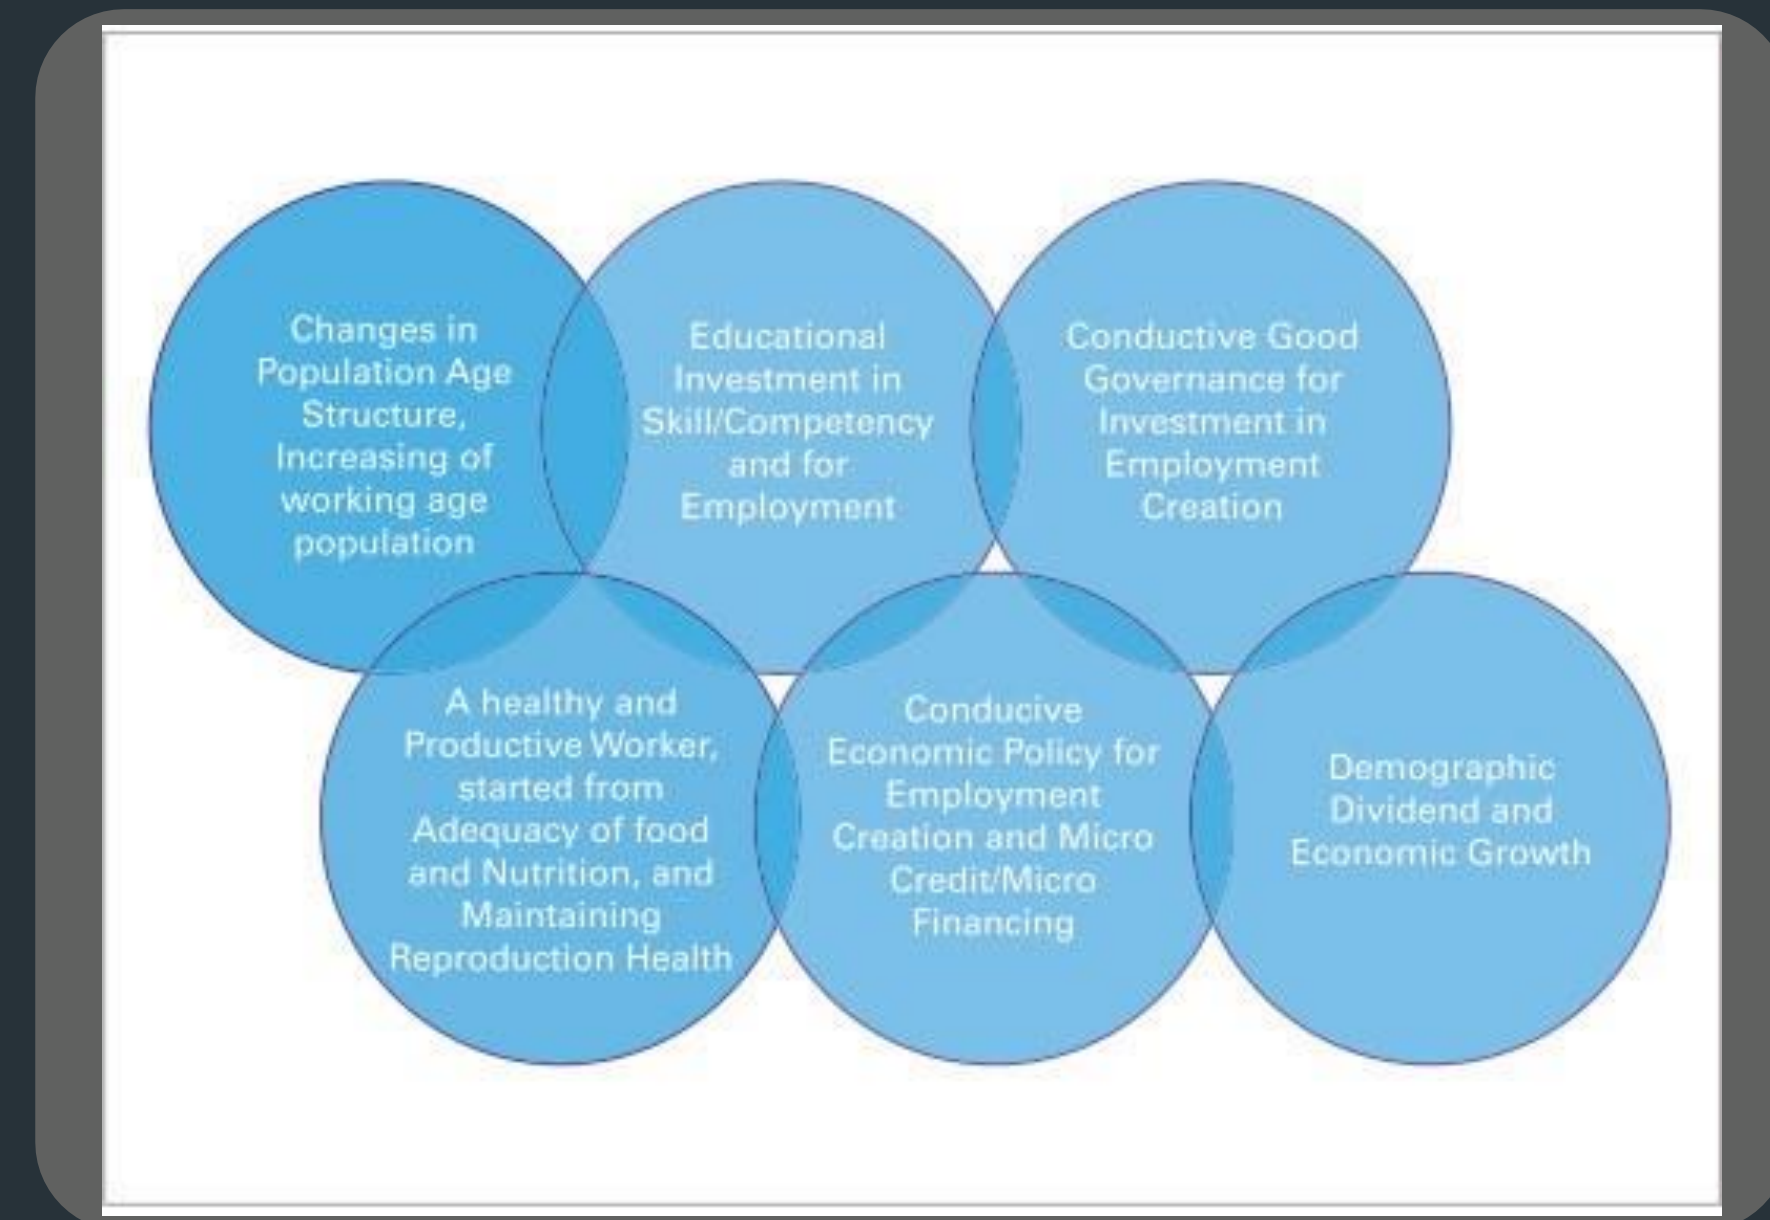 Changes in
Population Age
Structure,
Increasing of
working age
population
Educational
Investment in
Skill/Competency
and for
Employment
Conductive Good
Governance for
Investment in
Employment
Creation
A healthy and
Productive Worker,
started from
Adequacy of food
and Nutrition, and
Maintaining
Reproduction Health
Conducive
Economic Policy for
Employment
Creation and Micro
Credit/Micro
Financing
Demographic
Dividend and
Economic Growth